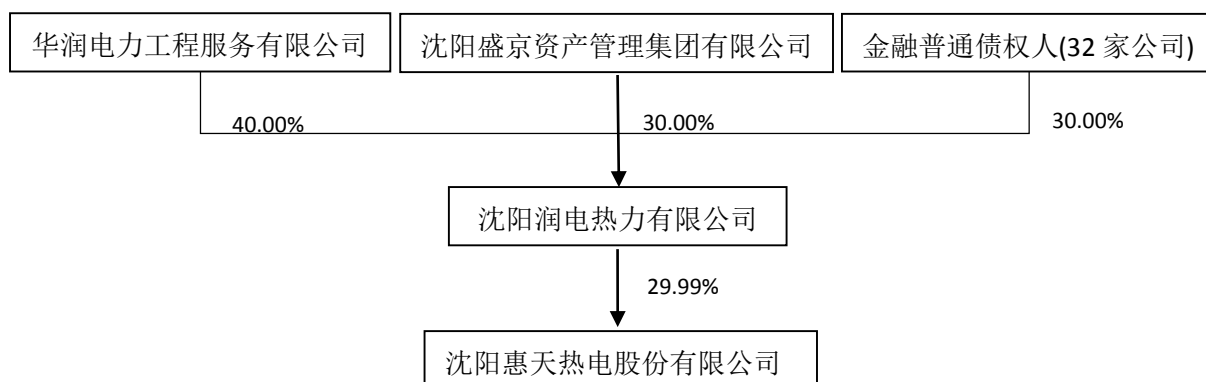 华润电力工程服务有限公司
沈阳盛京资产管理集团有限公司
金融普通债权人(32 家公司)
40.00%
30.00%
30.00%
沈阳润电热力有限公司
29.99%
沈阳惠天热电股份有限公司